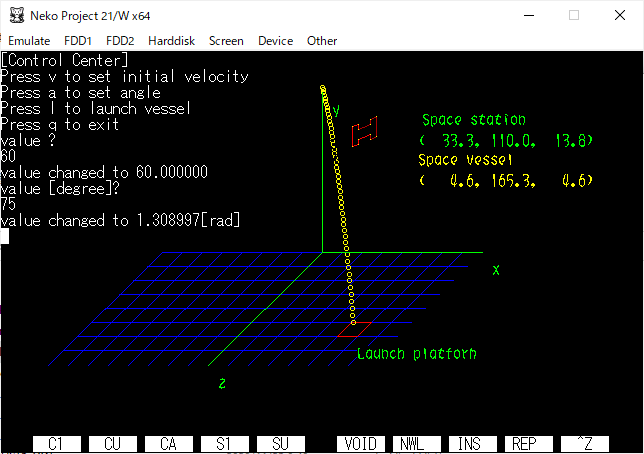 Neko Project 21/W x64
Emulate FDD1 FDD2 Harddisk Screen Device Other
[Control Center]
Press v to set initial velocity
Press a to set angle
Press l to launch vessel
Press q to exit
value ?
60
value changed to 60.000000
value [degree]?
75
value changed to 1.308997[rad]
y
Space station
( 33.3, 110.0, 13.8)
Space vessel
( 4.6, 165.3, 4.6)
x
Launch platform
z
C1 CU CA S1 SU VOID NWL INS REP ^Z